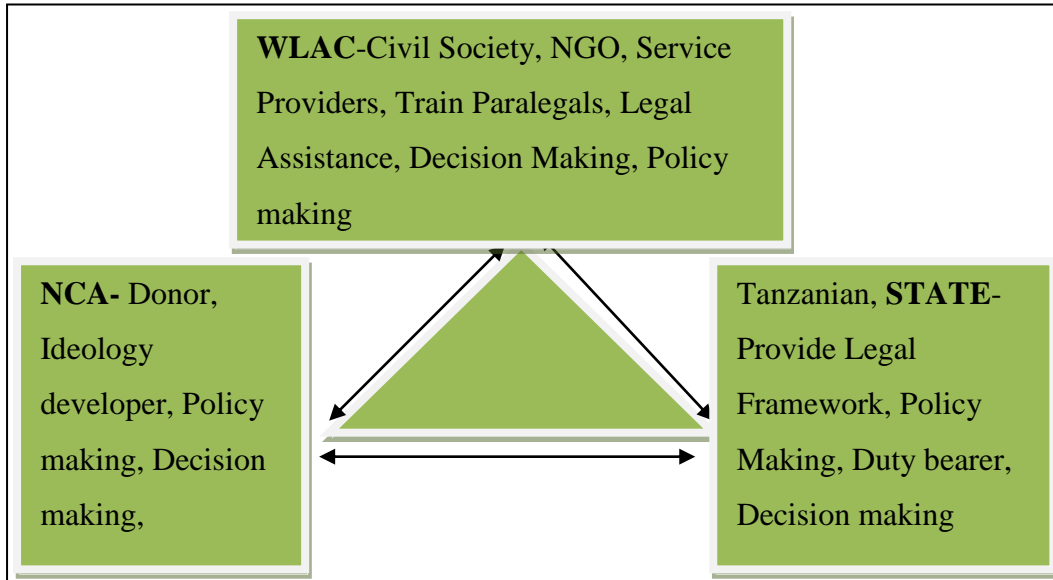 WLAC-Civil Society, NGO, Service
Providers, Train Paralegals, Legal
Assistance, Decision Making, Policy
making
NCA- Donor,
Ideology
developer, Policy
making, Decision
making,
Tanzanian, STATE-
Provide Legal
Framework, Policy
Making, Duty bearer,
Decision making